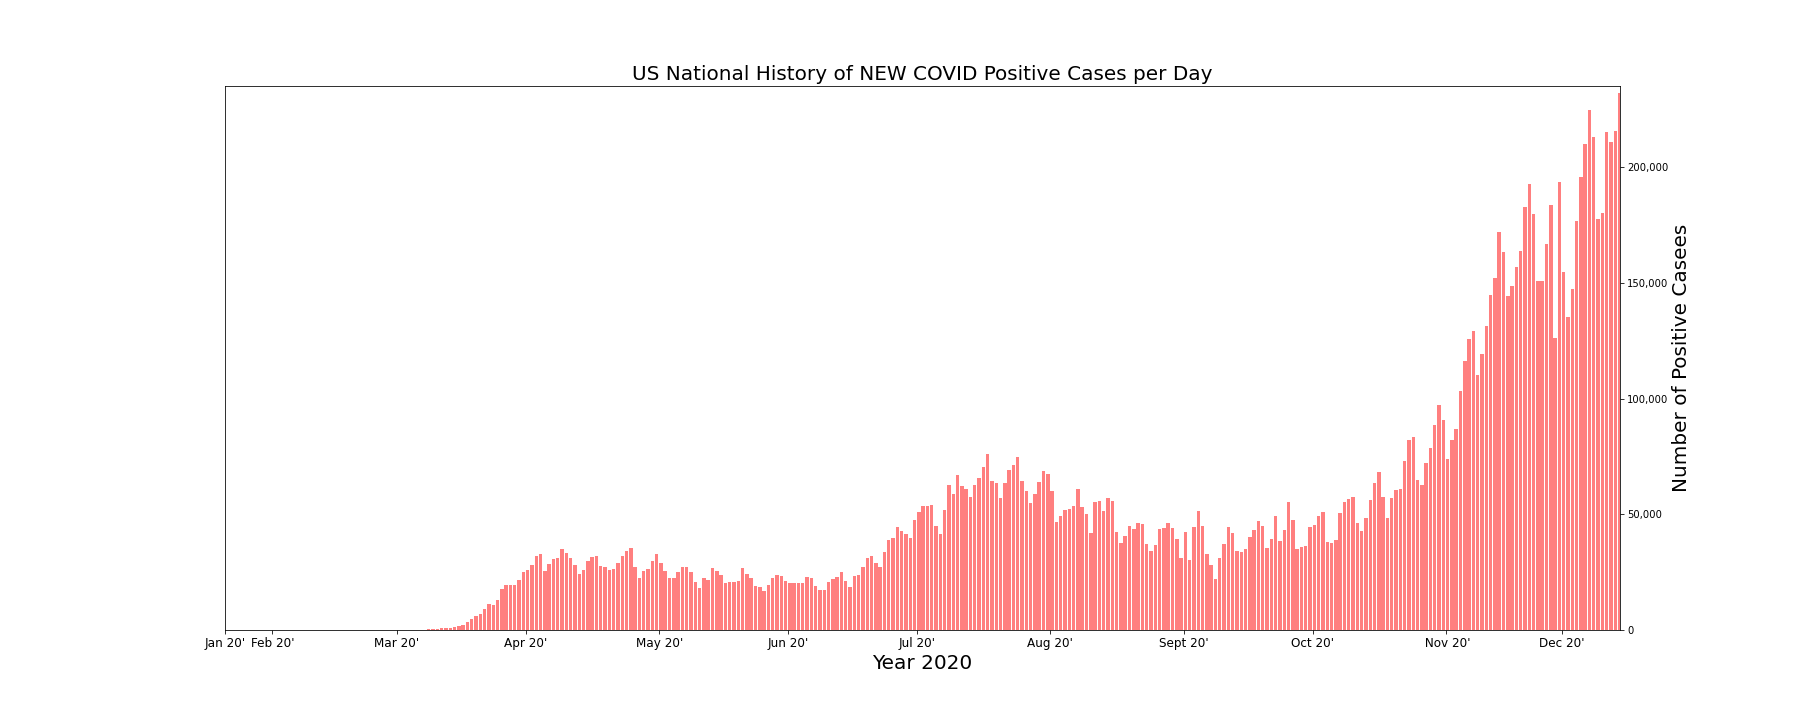 US National History of NEW COVID Positive Cases per Day
200,000
150,000
100,000
50,000
0
Number of Positive Casees
Jan 20' Feb 20' Mar 20' Apr 20' May 20' Jun 20' Jul 20' Aug 20' Sept 20' Oct 20' Nov 20' Dec 20'
Year 2020